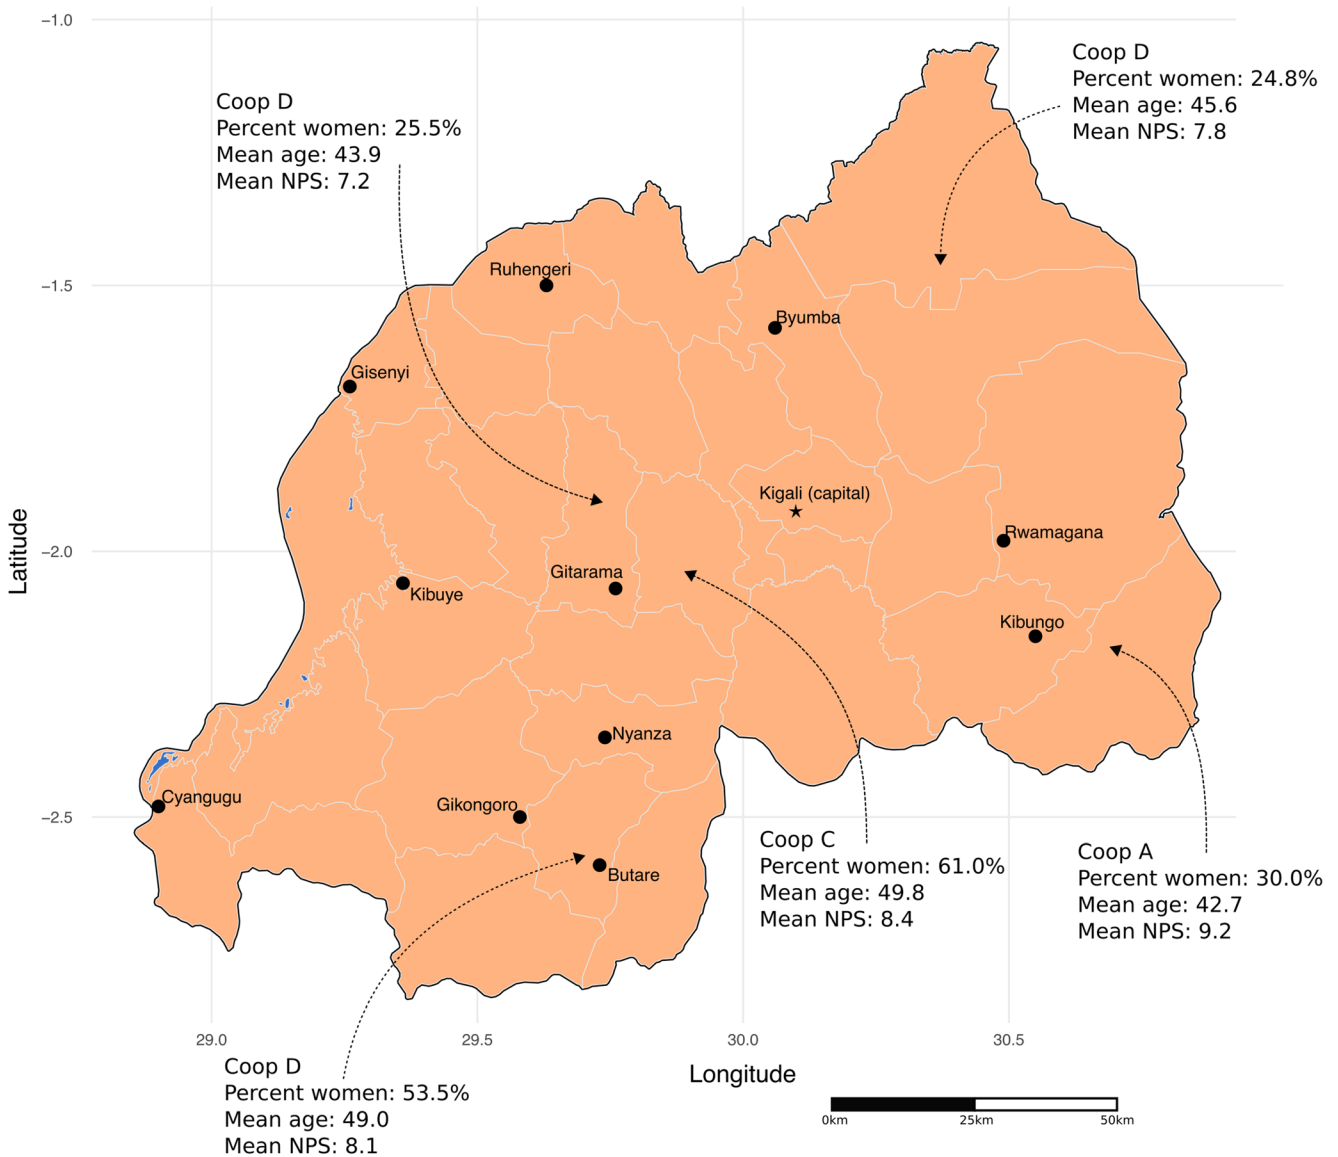 −1.0
Coop D
Percent women: 24.8%
Mean age: 45.6
Mean NPS: 7.8
Coop D
Percent women: 25.5%
Mean age: 43.9
Mean NPS: 7.2
Ruhengeri
−1.5
Byumba
Gisenyi
Kigali (capital)
Rwamagana
Latitude
−2.0
Gitarama
Kibuye
Kibungo
Nyanza
Cyangugu
Gikongoro
−2.5
Butare
Coop C
Percent women: 61.0%
Mean age: 49.8
Mean NPS: 8.4
Coop A
Percent women: 30.0%
Mean age: 42.7
Mean NPS: 9.2
29.0
29.5
30.0
30.5
Longitude
Coop D
Percent women: 53.5%
Mean age: 49.0
Mean NPS: 8.1
0km
25km
50km